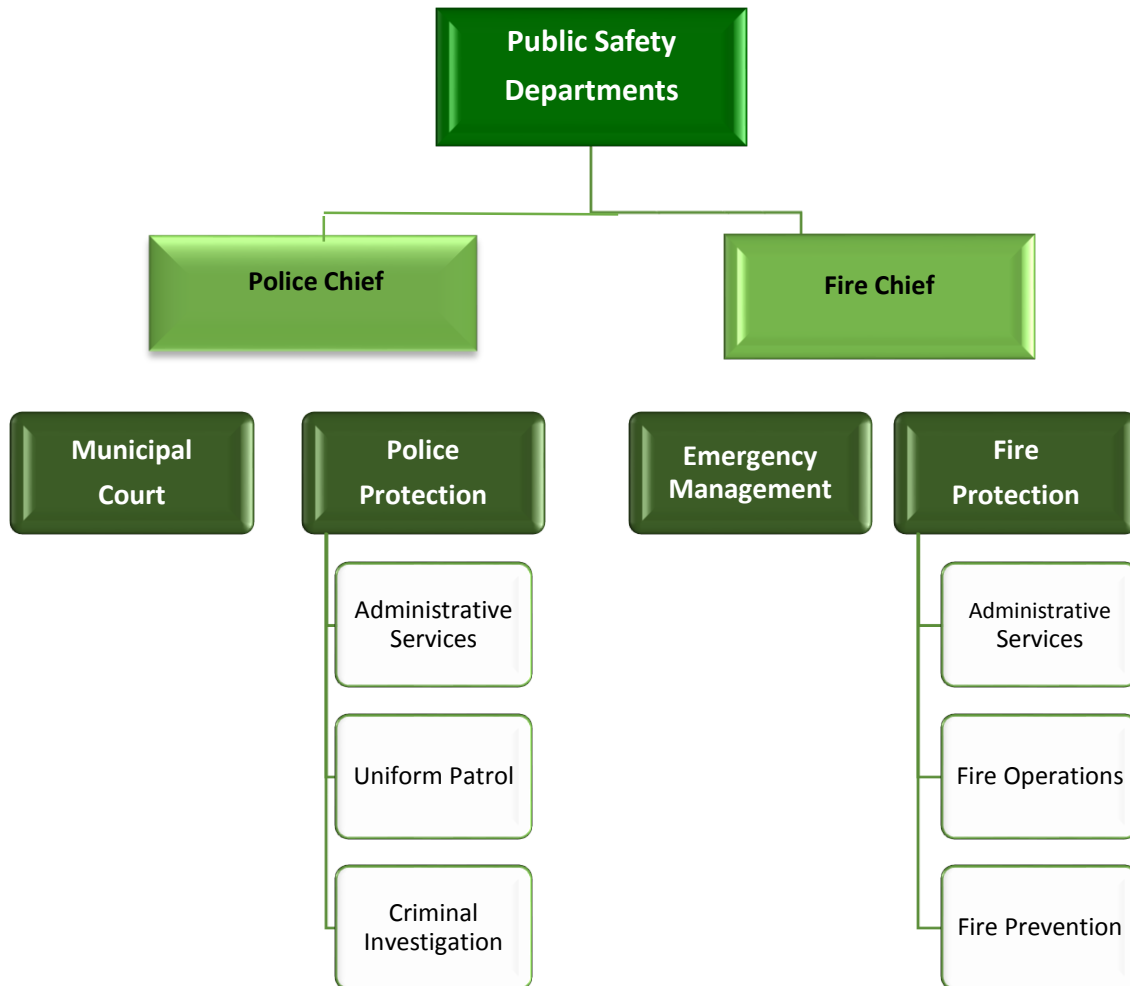 Public Safety
Departments
Police Chief
Fire Chief
Municipal
Court
Police
Protection
Emergency
Management
Fire
Protection
Administrative
Services
Uniform Patrol
Criminal
Investigation
Administrative
Services
Fire Operations
Fire Prevention